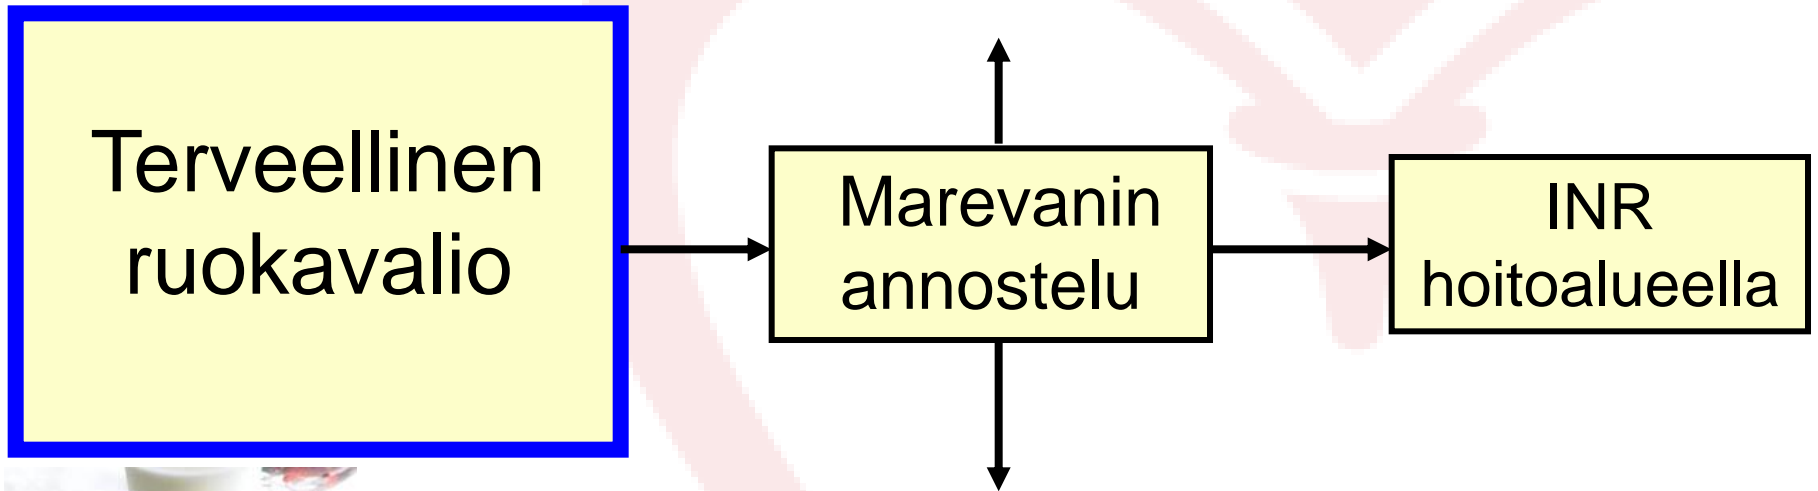 Terveellinen
ruokavalio
Marevanin
annostelu
INR
hoitoalueella